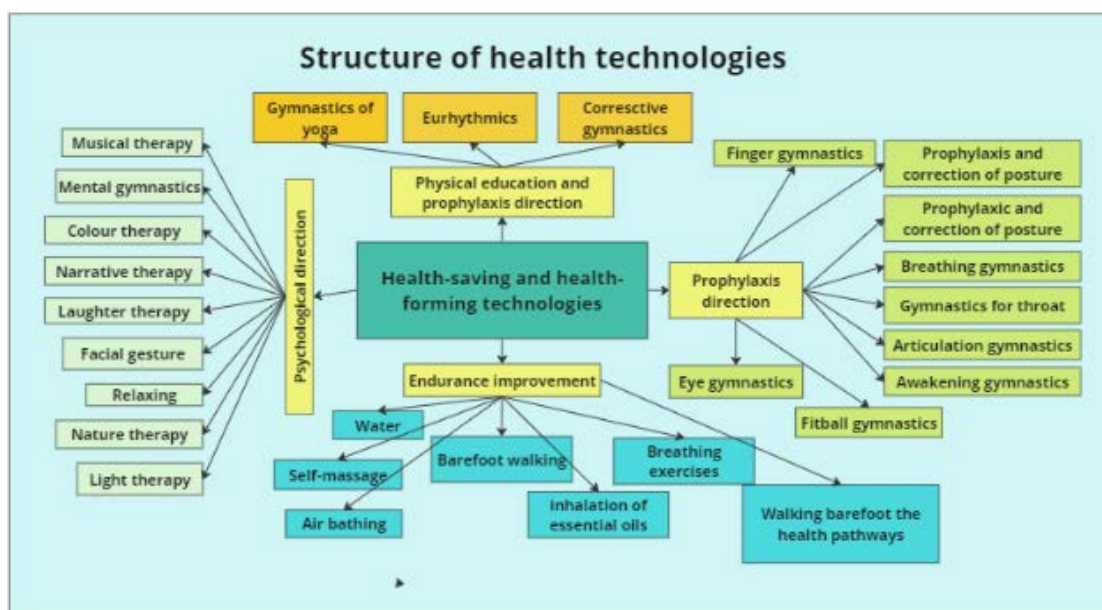 Structure of health technologies
Gymnastics of
yoga
Eurhythmics
Corresctive
gymnastics
Physical education and
prophylaxis direction
Musical therapy
Mental gymnastics
Colour therapy
Narrative therapy
Laughter therapy
Facial gesture
Relaxing
Nature therapy
Light therapy
Psychological direction
Health-saving and health-
forming technologies
Prophylaxis
direction
Finger gymnastics
Prophylaxis and
correction of posture
Prophylaxic and
correction of posture
Breathing gymnastics
Gymnastics for throat
Articulation gymnastics
Awakening gymnastics
Eye gymnastics
Fitball gymnastics
Endurance improvement
Water
Self-massage
Air bathing
Barefoot walking
inhalation of
essential oils
Breathing
exercises
Walking barefoot the
health pathways